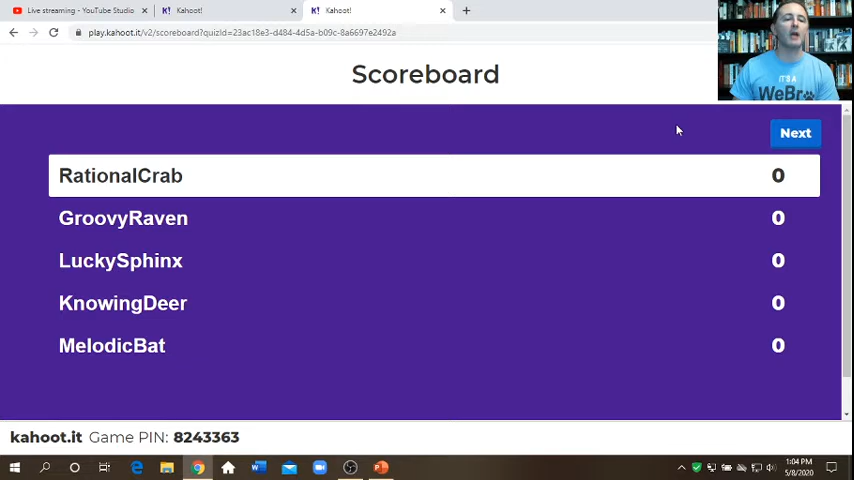 Live streaming - YouTube Studio
Kahoot!
Kahoot!
play.kahoot.it/v2/scoreboard?quizId=23ac18e3-d484-4d5a-b09c-8a6697e2492a
Scoreboard
IT'S A
WeBr
Next
RationalCrab 0
GroovyRaven 0
LuckySphinx 0
KnowingDeer 0
MelodicBat 0
kahoot.it Game PIN: 8243363
1:04 PM
5/8/2020